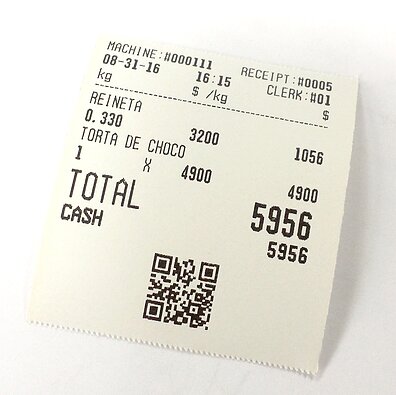 MACHINE:#000111 RECEIPT:#0005
08-31-16 16:15 CLERK:#01
kg $ /kg $
REINETA
0.330 3200 1056
TORTA DE CHOCO
1 X 4900 4900
TOTAL 5956
CASH 5956